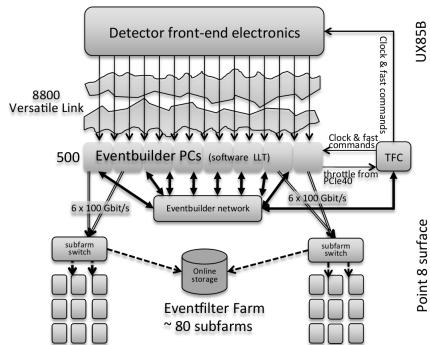 Detector front-end electronics
UX85B
Clock & fast commands
8800
Versatile Link
Clock & fast
commands
500
Eventbuilder PCs (software LLT)
TFC
throttle from
PCIe40
6 x 100 Gbit/s
6 x 100 Gbit/s
Eventbuilder network
Point 8 surface
subfarm
switch
subfarm
switch
Online
storage
Eventfilter Farm
~ 80 subfarms